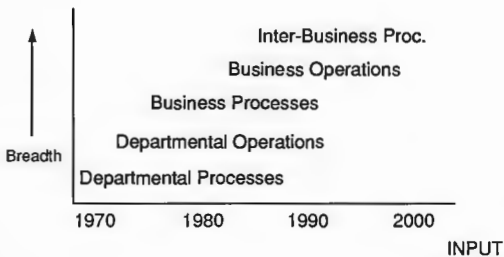 Inter-Business Proc.
Business Operations
Business Processes
Departmental Operations
Breadth
Departmental Processes
1970 1980 1990 2000
INPUT